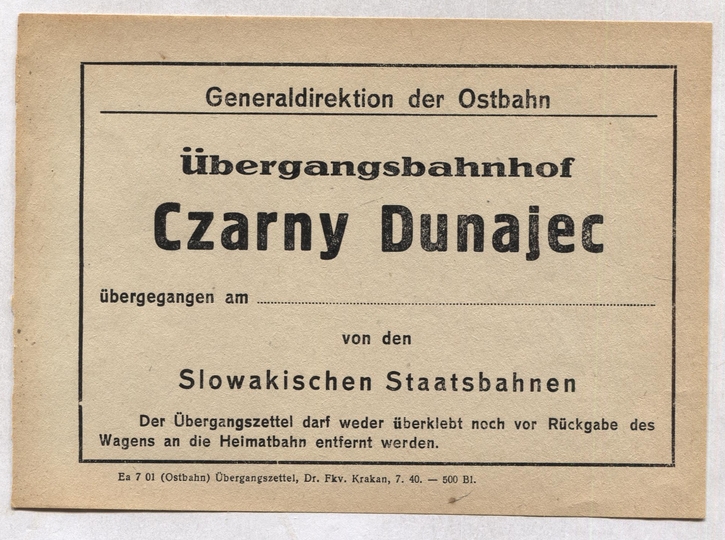 Generaldirektion der Ostbahn
Übergangsbahnhof
Czarny Dunajec
übergegangen am
von den
Slowakischen Staatsbahnen
Der Übergangszettel darf weder überklebt noch vor Rückgabe des
Wagens an die Heimatbahn entfernt werden.
Ea 7 01 (Ostbahn) Übergangszettel, Dr. Fkv. Krakau, 7. 40. — 500 Bl.